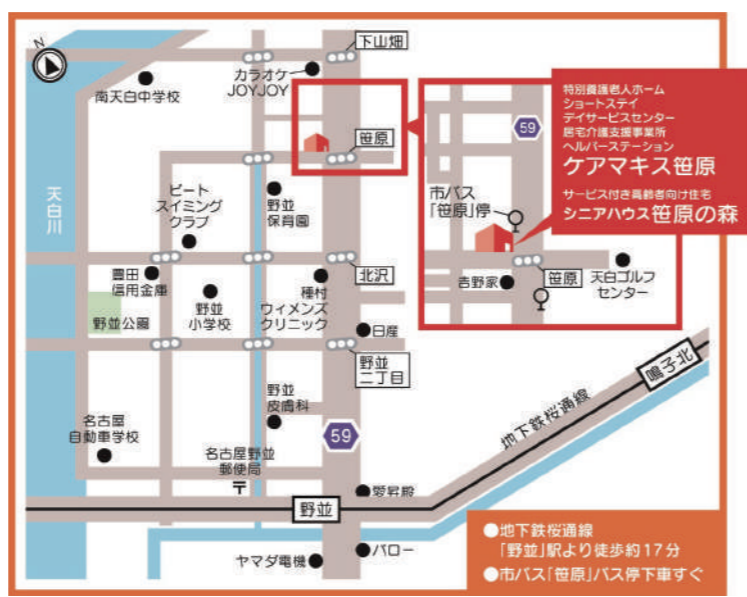 N
下山畑
カラオケ
JOYJOY
南天白中学校
笹原
天白川
ビート
スイミング
クラブ
野並
保育園
北沢
豊田
信用金庫
野並
小学校
種村
ウィメンズ
クリニック
野並公園
日産
野並
二丁目
野並
皮膚科
名古屋
自動車学校
59
名古屋野並
郵便局
〒
愛昇殿
野並
地下鉄桜通線
鳴子北
ヤマダ電機
バロー
59
市バス
「笹原」停
吉野家
笹原
天白ゴルフ
センター
特別養護老人ホーム
ショートステイ
デイサービスセンター
居宅介護支援事業所
ヘルパーステーション
ケアマキス笹原
サービス付き高齢者向け住宅
シニアハウス笹原の森
●地下鉄桜通線
「野並」駅より徒歩約17分
●市バス「笹原」バス停下車すぐ